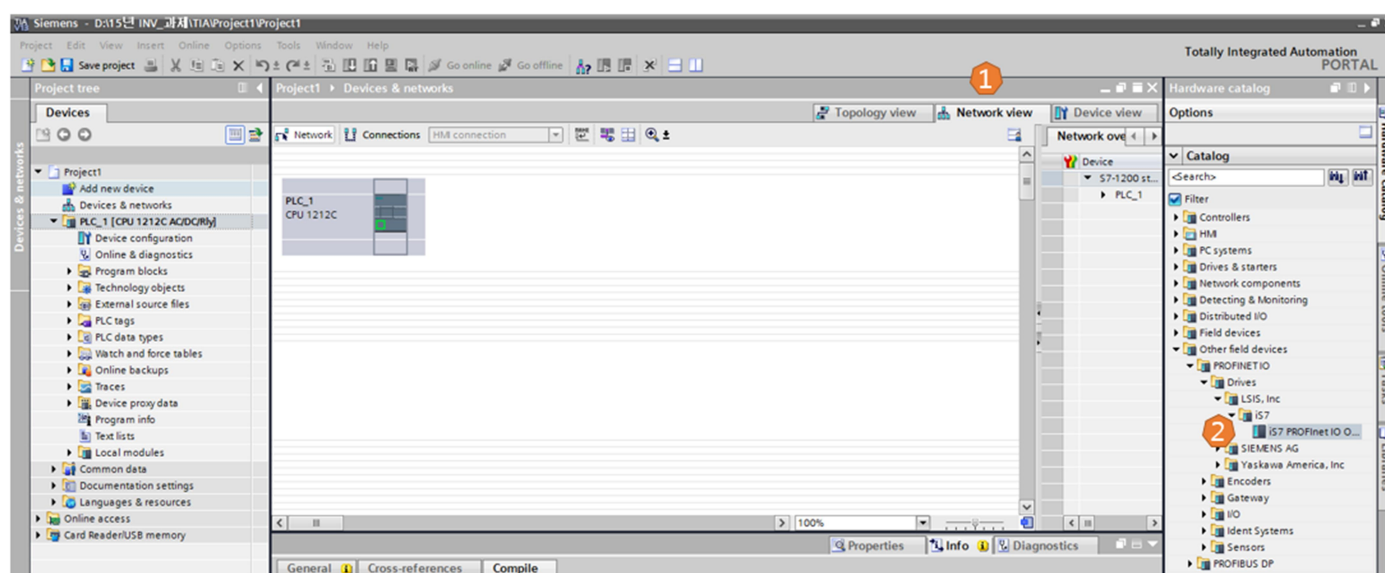 Siemens - D:\15년 INV_과제\TIA\Project1\Project1
Project Edit View Insert Online Options Tools Window Help
Totally Integrated Automation
PORTAL
Save project
Go online
Go offline
Project tree
Project1
Devices & networks
1
Hardware catalog
Devices
Topology view
Network view
Device view
Options
Network
Connections
HMI connection
Network ove
Device
S7-1200 st...
PLC_1
PLC_1
CPU 1212C
Project1
Add new device
Devices & networks
PLC_1 [CPU 1212C AC/DC/Rly]
Device configuration
Online & diagnostics
Program blocks
Technology objects
External source files
PLC tags
PLC data types
Watch and force tables
Online backups
Traces
Device proxy data
Program info
Text lists
Local modules
Common data
Documentation settings
Languages & resources
Online access
Card Reader/USB memory
Devices & networks
100%
Properties
Info
Diagnostics
General
Cross-references
Compile
Catalog
<Search>
Filter
Controllers
HMI
PC systems
Drives & starters
Network components
Detecting & Monitoring
Distributed I/O
Field devices
Other field devices
PROFINET IO
Drives
LSIS, Inc
iS7
2
iS7 PROFInet IO O...
SIEMENS AG
Yaskawa America, Inc
Encoders
Gateway
I/O
Ident Systems
Sensors
PROFIBUS DP
Hardware catalog
Online tools
Tasks
Libraries